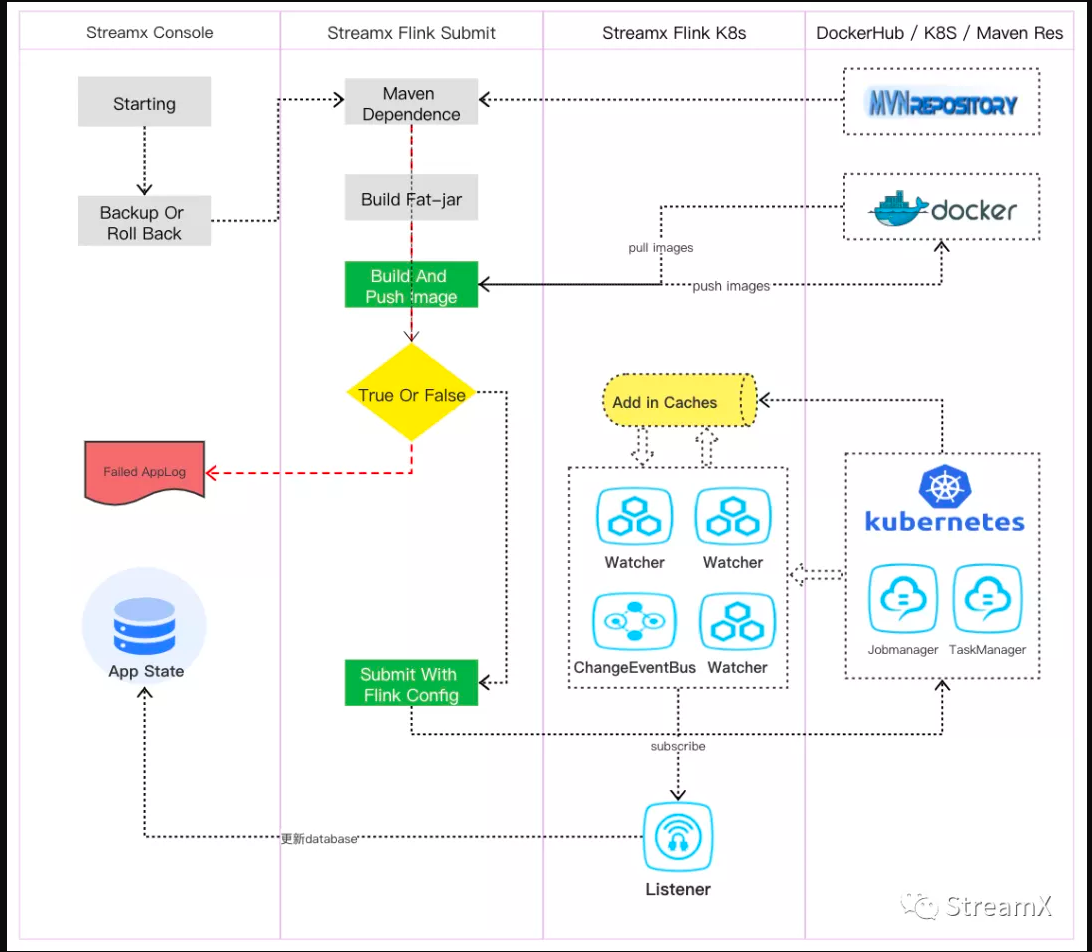 Streamx Console
Streamx Flink Submit
Streamx Flink K8s
DockerHub / K8S / Maven Res
Starting
Maven
Dependence
MVNREPOSITORY
Backup Or
Roll Back
Build Fat-jar
docker
pull images
Build And
Push Image
push images
True Or False
Add in Caches
Failed AppLog
kubernetes
Watcher
Watcher
Jobmanager
TaskManager
ChangeEventBus
Watcher
App State
Submit With
Flink Config
subscribe
更新database
Listener
StreamX